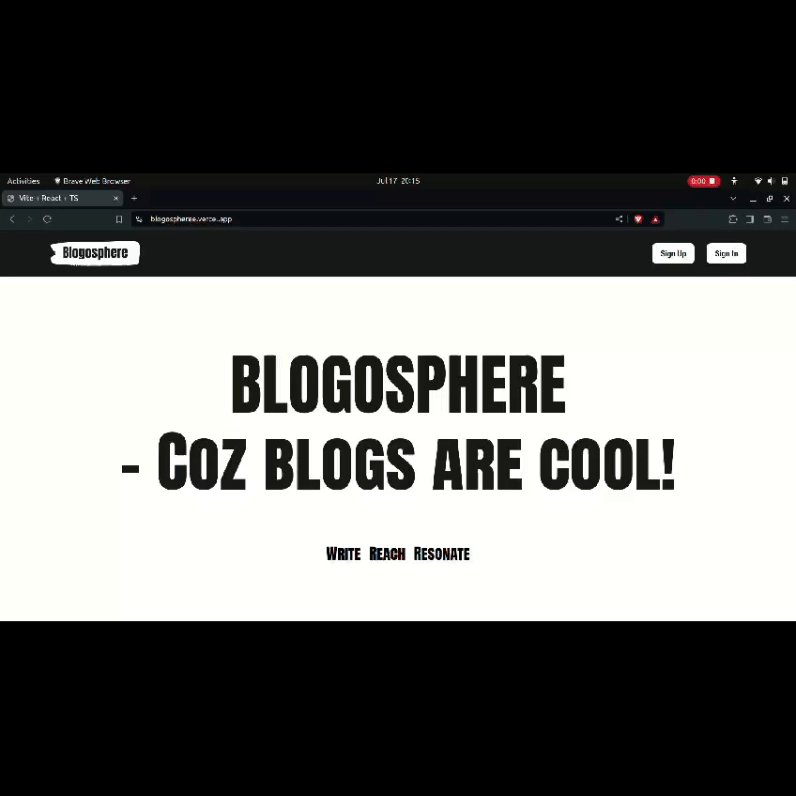 Activities Brave Web Browser Jul 17 20:15 0:00
Vite + React + TS
blogospheree.vercel.app
Blogosphere Sign Up Sign In
BLOGOSPHERE
- COZ BLOGS ARE COOL!
WRITE REACH RESONATE